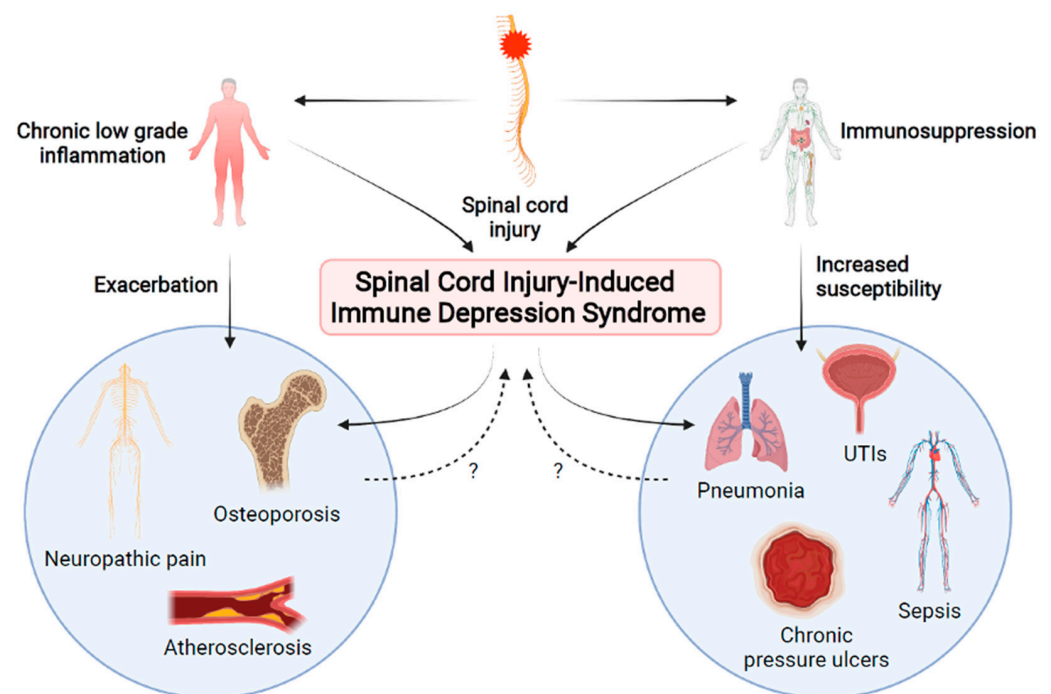 Chronic low grade
inflammation
Spinal cord
injury
Immunosuppression
Exacerbation
Spinal Cord Injury-Induced
Immune Depression Syndrome
Increased
susceptibility
Neuropathic pain
Osteoporosis
Atherosclerosis
?
?
Pneumonia
UTIs
Chronic
pressure ulcers
Sepsis